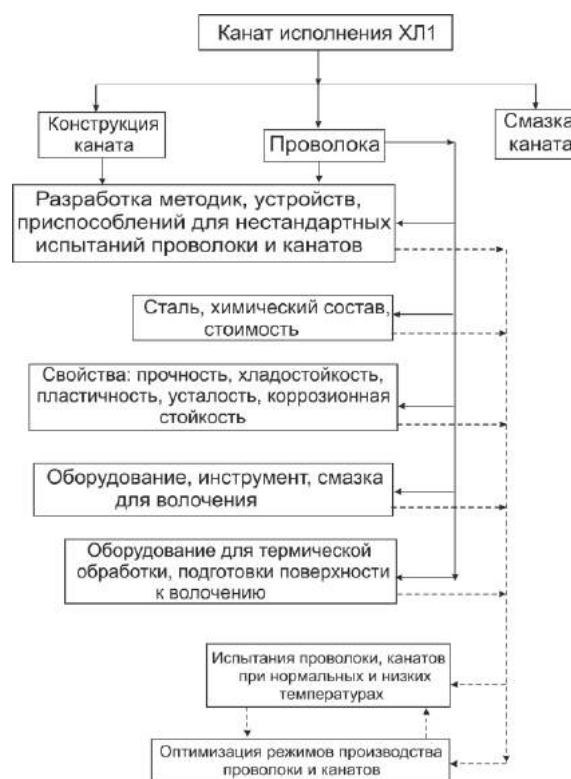 Канат исполнения ХЛ1
Конструкция
каната
Проволока
Смазка
каната
Разработка методик, устройств,
приспособлений для нестандартных
испытаний проволоки и канатов
Сталь, химический состав,
стоимость
Свойства: прочность, хладостойкость,
пластичность, усталость, коррозионная
стойкость
Оборудование, инструмент, смазка
для волочения
Оборудование для термической
обработки, подготовки поверхности
к волочению
Испытания проволоки, канатов
при нормальных и низких
температурах
Оптимизация режимов производства
проволоки и канатов